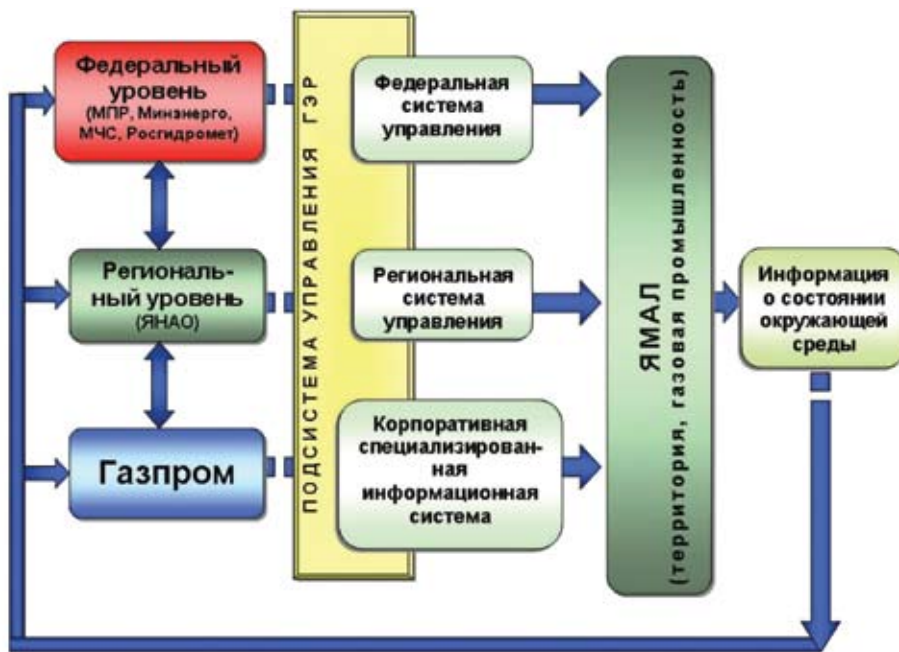 Федеральный
уровень
(МПР, Минэнерго,
МЧС, Росгидромет)
Региональ-
ный уровень
(ЯНАО)
Газпром
ПОДСИСТЕМА УПРАВЛЕНИЯ ГЭР
Федеральная
система
управления
Региональная
система
управления
Корпоративная
специализирован-
ная
информационная
система
ЯМАЛ
(территория, газовая промышленность)
Информация
о состоянии
окружающей
среды